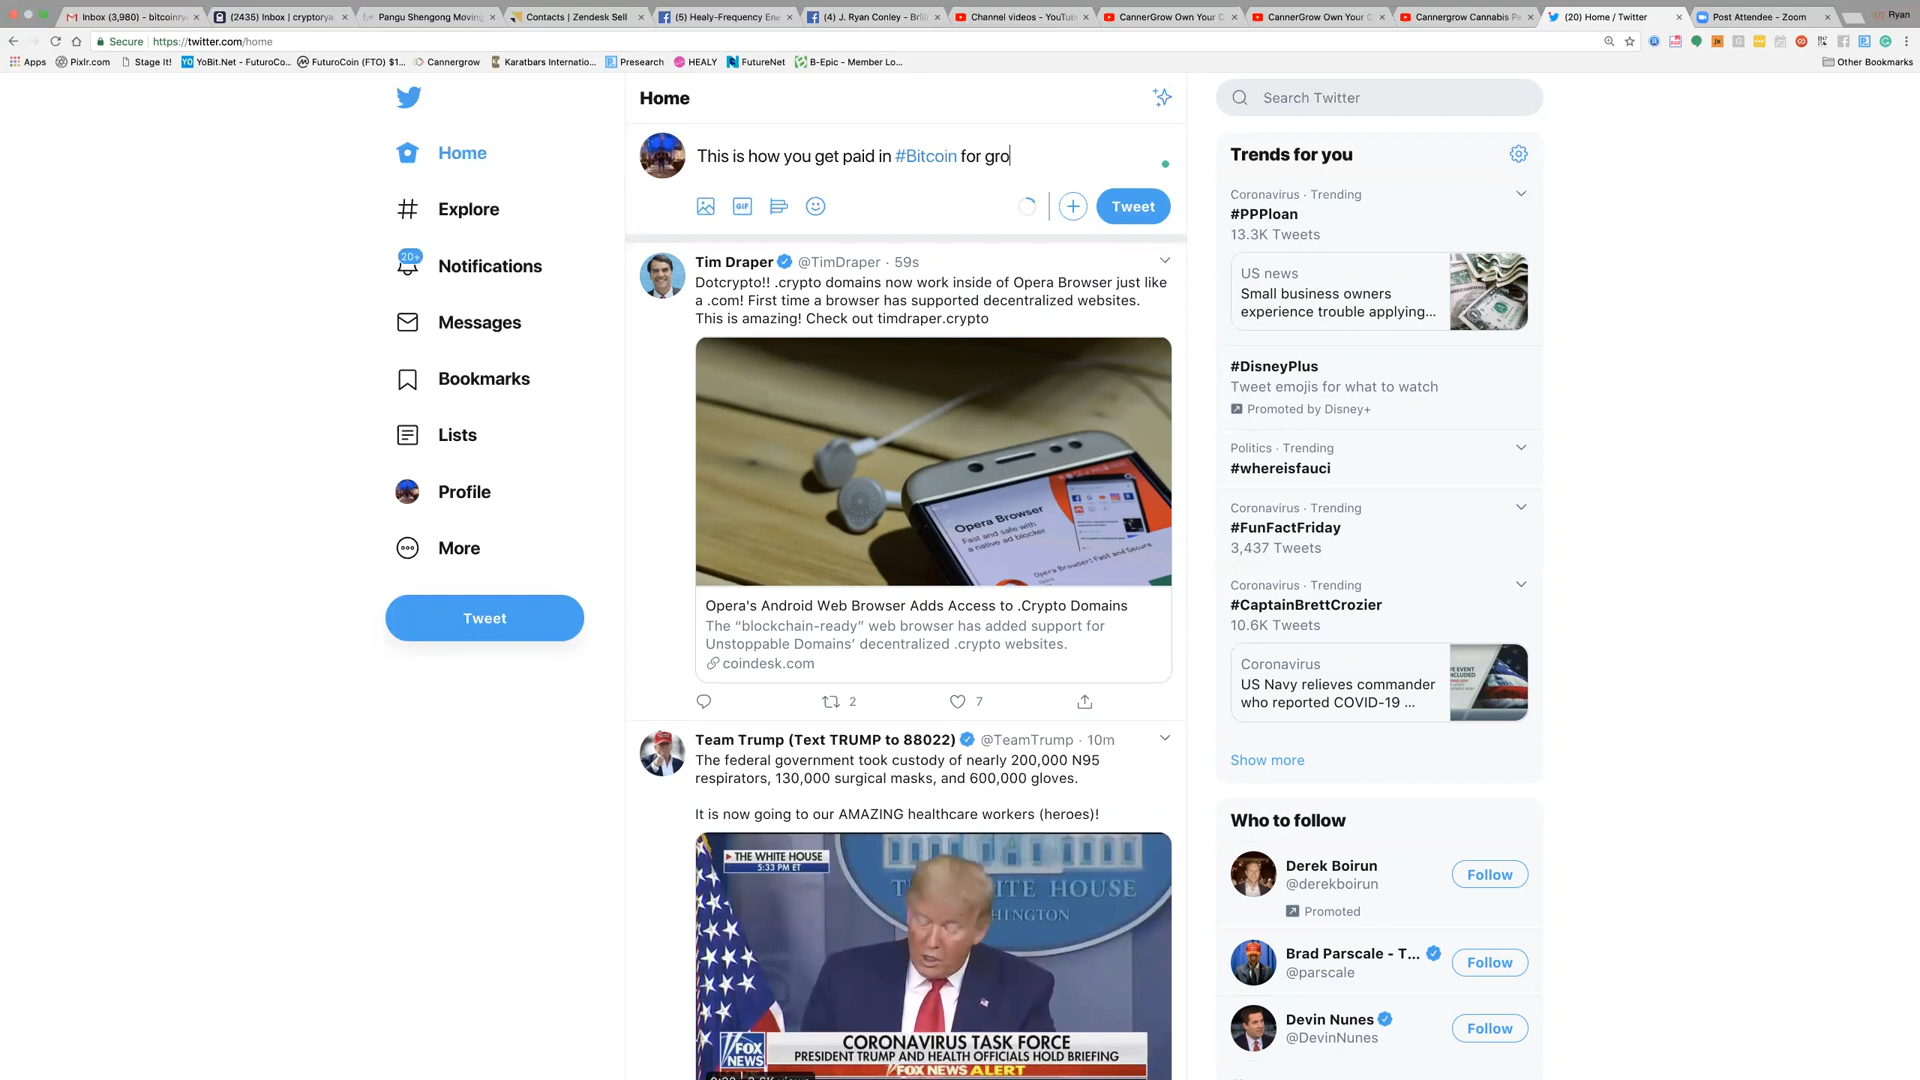 Inbox (3,980) - bitcoinry
(2435) Inbox | cryptorya
Pangu Shengong Moving
Contacts | Zendesk Sell
(5) Healy-Frequency Ene
(4) J. Ryan Conley - Brill
Channel videos - YouTube
CannerGrow Own Your C
CannerGrow Own Your C
Cannergrow Cannabis Pa
(20) Home / Twitter
Post Attendee - Zoom
Ryan
Secure
https://twitter.com/home
Apps
Pixlr.com
Stage It!
YoBit.Net - FuturoCo...
FuturoCoin (FTO) $1...
Cannergrow
Karatbars Internatio...
Presearch
HEALY
FutureNet
B-Epic - Member Lo...
Other Bookmarks
Home
Explore
20+
Notifications
Messages
Bookmarks
Lists
Profile
More
Tweet
Home
This is how you get paid in #Bitcoin for gro
GIF
Tweet
Tim Draper @TimDraper · 59s
Dotcrypto!! .crypto domains now work inside of Opera Browser just like
a .com! First time a browser has supported decentralized websites.
This is amazing! Check out timdraper.crypto
Opera Browser
Fast and safe with
a native ad blocker
Opera Browser: Fast and Secure
Opera's Android Web Browser Adds Access to .Crypto Domains
The “blockchain-ready” web browser has added support for
Unstoppable Domains’ decentralized .crypto websites.
coindesk.com
2
7
Team Trump (Text TRUMP to 88022) @TeamTrump · 10m
The federal government took custody of nearly 200,000 N95
respirators, 130,000 surgical masks, and 600,000 gloves.
It is now going to our AMAZING healthcare workers (heroes)!
THE WHITE HOUSE
5:33 PM ET
CORONAVIRUS TASK FORCE
PRESIDENT TRUMP AND HEALTH OFFICIALS HOLD BRIEFING
FOX NEWS
FOX NEWS ALERT
Search Twitter
Trends for you
Coronavirus · Trending
#PPPloan
13.3K Tweets
US news
Small business owners
experience trouble applying...
#DisneyPlus
Tweet emojis for what to watch
Promoted by Disney+
Politics · Trending
#whereisfauci
Coronavirus · Trending
#FunFactFriday
3,437 Tweets
Coronavirus · Trending
#CaptainBrettCrozier
10.6K Tweets
Coronavirus
US Navy relieves commander
who reported COVID-19 ...
Show more
Who to follow
Derek Boirun
@derekboirun
Follow
Promoted
Brad Parscale - T...
@parscale
Follow
Devin Nunes
@DevinNunes
Follow